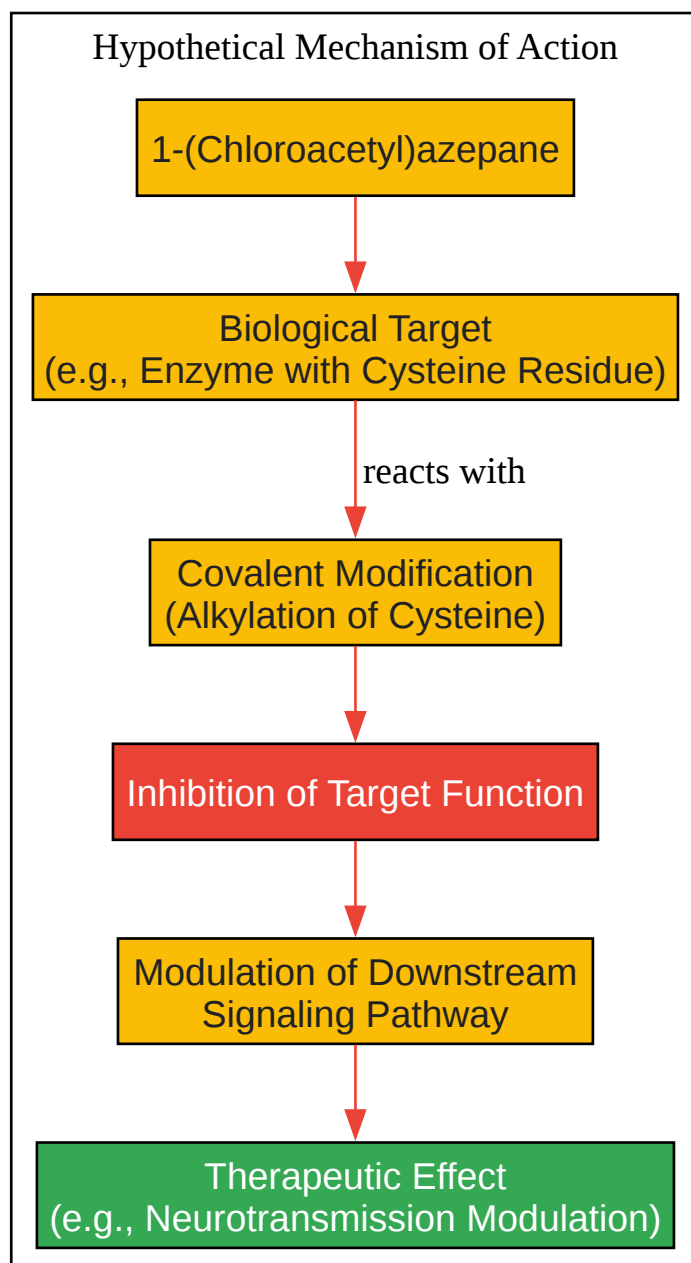 Hypothetical Mechanism of Action
1-(Chloroacetyl)azepane
Biological Target
(e.g., Enzyme with Cysteine Residue)
reacts with
Covalent Modification
(Alkylation of Cysteine)
Inhibition of Target Function
Modulation of Downstream
Signaling Pathway
Therapeutic Effect
(e.g., Neurotransmission Modulation)